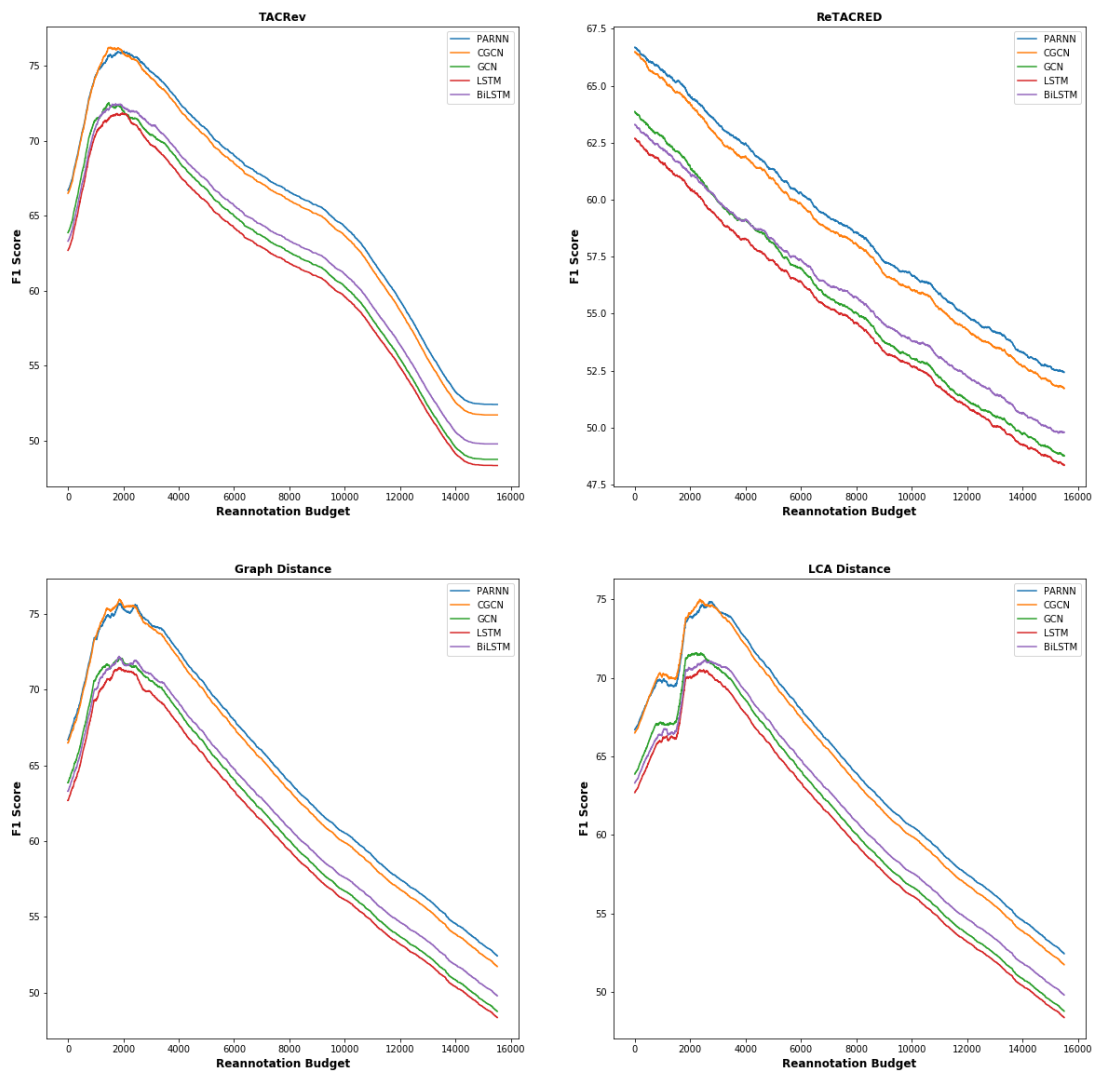 TACRev
F1 Score
75
70
65
60
55
50
0 2000 4000 6000 8000 10000 12000 14000 16000
Reannotation Budget
PARNN
CGCN
GCN
LSTM
BiLSTM
ReTACRED
F1 Score
67.5
65.0
62.5
60.0
57.5
55.0
52.5
50.0
47.5
0 2000 4000 6000 8000 10000 12000 14000 16000
Reannotation Budget
PARNN
CGCN
GCN
LSTM
BiLSTM
Graph Distance
F1 Score
75
70
65
60
55
50
0 2000 4000 6000 8000 10000 12000 14000 16000
Reannotation Budget
PARNN
CGCN
GCN
LSTM
BiLSTM
LCA Distance
F1 Score
75
70
65
60
55
50
0 2000 4000 6000 8000 10000 12000 14000 16000
Reannotation Budget
PARNN
CGCN
GCN
LSTM
BiLSTM